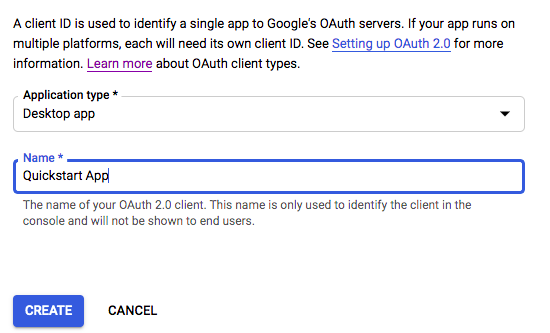 A client ID is used to identify a single app to Google's OAuth servers. If your app runs on
multiple platforms, each will need its own client ID. See Setting up OAuth 2.0 for more
information. Learn more about OAuth client types.
Application type *
Desktop app
Name *
Quickstart App
The name of your OAuth 2.0 client. This name is only used to identify the client in the
console and will not be shown to end users.
CREATE CANCEL